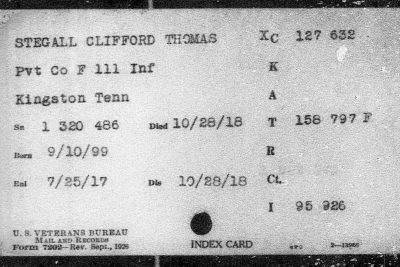 STEGALL CLIFFORD THOMAS XC 127 632
Pvt Co F 111 Inf K
Kingston Tenn A
Sn 1 320 486 Died 10/28/18 T 158 797 F
Born 9/10/99 R
Enl 7/25/17 Dis 10/28/18 Ct.
I 95 926
U. S. VETERANS BUREAU
MAIL AND RECORDS
Form 7202—Rev. Sept., 1926 INDEX CARD GPO